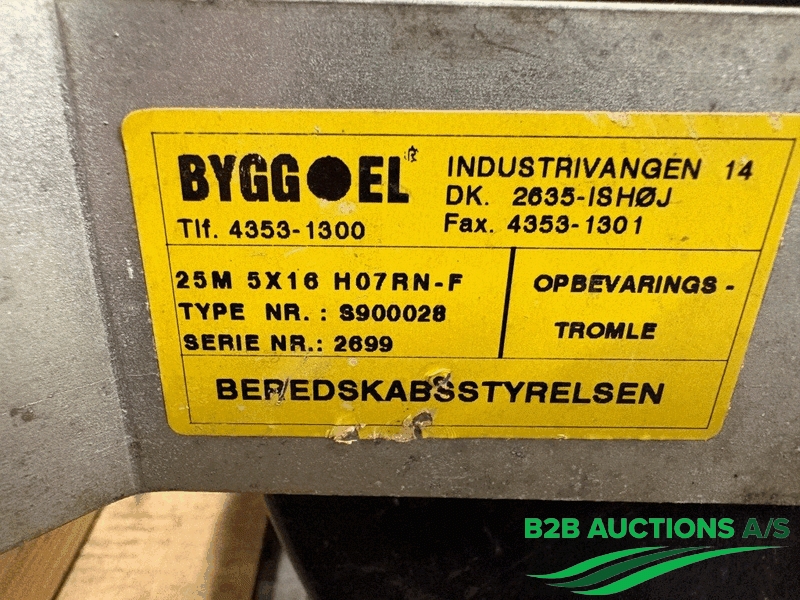 BYGG●EL®
INDUSTRIVANGEN 14
DK. 2635-ISHØJ
Tlf. 4353-1300
Fax. 4353-1301
25M 5X16 H07RN-F
TYPE NR.: S900028
SERIE NR.: 2699
OPBEVARINGS-
TROMLE
BEREDSKABSSTYRELSEN
B2B AUCTIONS A/S